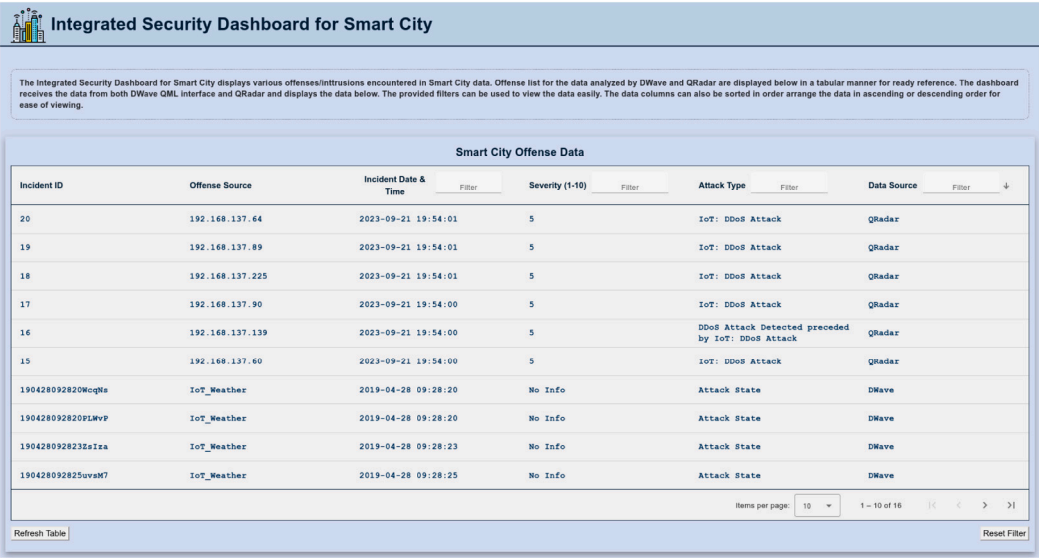 Integrated Security Dashboard for Smart City
The Integrated Security Dashboard for Smart City displays various offenses/inttrusions encountered in Smart City data. Offense list for the data analyzed by DWave and QRadar are displayed below in a tabular manner for ready reference. The dashboard
receives the data from both DWave QML interface and QRadar and displays the data below. The provided filters can be used to view the data easily. The data columns can also be sorted in order arrange the data in ascending or descending order for
ease of viewing.
Smart City Offense Data
Incident ID Offense Source Incident Date & Time Filter Severity (1-10) Filter Attack Type Filter Data Source Filter ↓
20 192.168.137.64 2023-09-21 19:54:01 5 IoT: DDoS Attack QRadar
19 192.168.137.89 2023-09-21 19:54:01 5 IoT: DDoS Attack QRadar
18 192.168.137.225 2023-09-21 19:54:01 5 IoT: DDoS Attack QRadar
17 192.168.137.90 2023-09-21 19:54:00 5 IoT: DDoS Attack QRadar
16 192.168.137.139 2023-09-21 19:54:00 5 DDoS Attack Detected preceded by IoT: DDoS Attack QRadar
15 192.168.137.60 2023-09-21 19:54:00 5 IoT: DDoS Attack QRadar
190428092820WcqNs IoT_Weather 2019-04-28 09:28:20 No Info Attack State DWave
190428092820PLWvP IoT_Weather 2019-04-28 09:28:20 No Info Attack State DWave
190428092823ZsIza IoT_Weather 2019-04-28 09:28:23 No Info Attack State DWave
190428092825uvsM7 IoT_Weather 2019-04-28 09:28:25 No Info Attack State DWave
Items per page: 10 1 – 10 of 16
Refresh Table Reset Filter